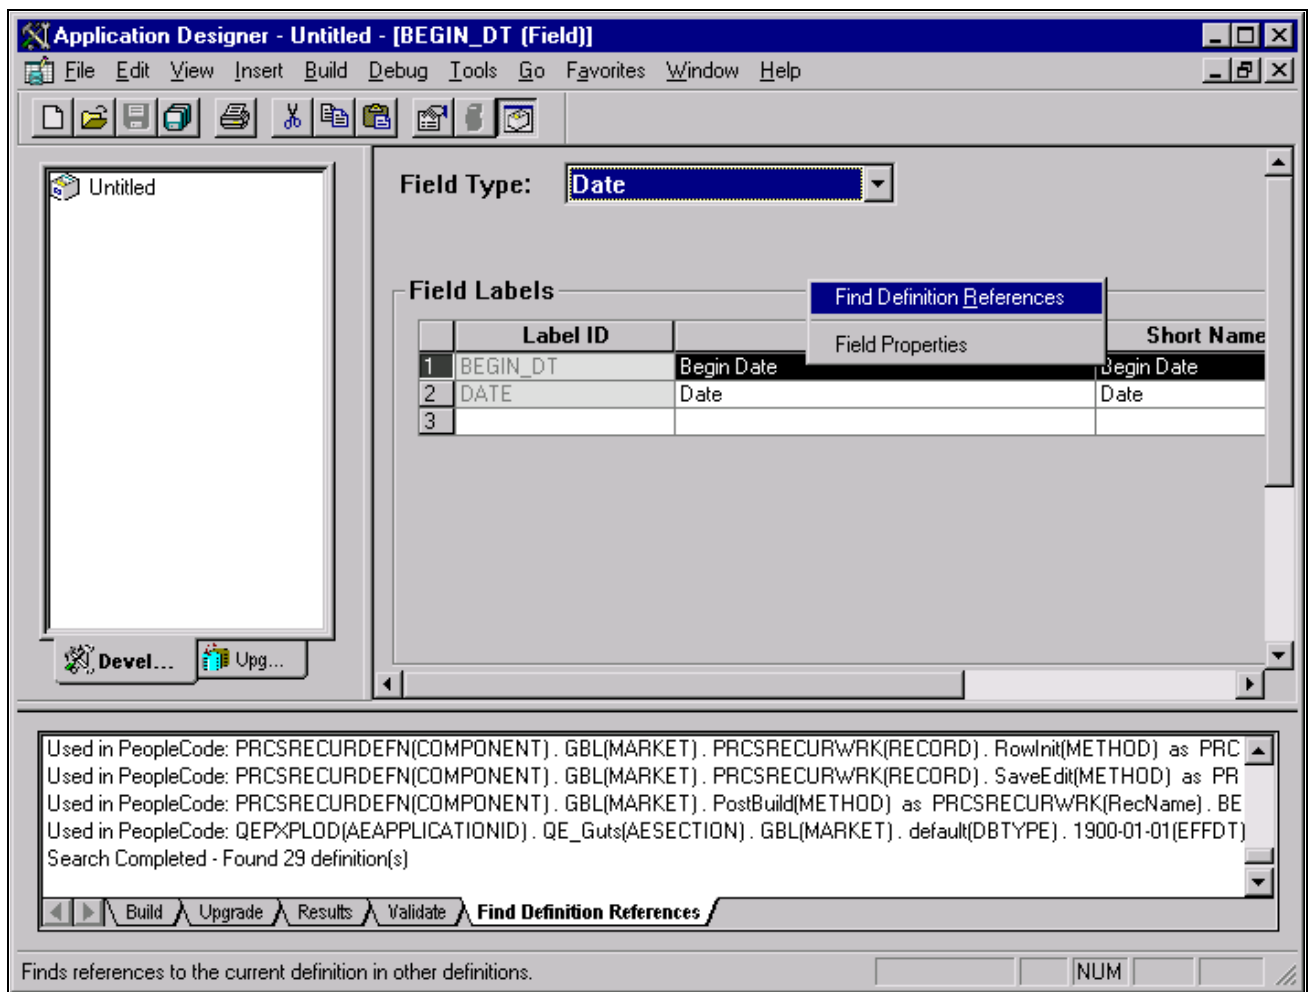 Application Designer - Untitled - [BEGIN_DT (Field)]
File Edit View Insert Build Debug Tools Go Favorites Window Help
Untitled
Field Type: Date
Field Labels
Find Definition References
Field Properties
Label ID Short Name
1 BEGIN_DT Begin Date Begin Date
2 DATE Date Date
3
Devel... Upg...
Used in PeopleCode: PRCSRECURDEFN(COMPONENT) . GBL(MARKET) . PRCSRECURWRK(RECORD) . RowInit(METHOD) as PRC
Used in PeopleCode: PRCSRECURDEFN(COMPONENT) . GBL(MARKET) . PRCSRECURWRK(RECORD) . SaveEdit(METHOD) as PR
Used in PeopleCode: PRCSRECURDEFN(COMPONENT) . GBL(MARKET) . PostBuild(METHOD) as PRCSRECURWRK(RecName) . BE
Used in PeopleCode: QEPXPLOD(AEAPPLICATIONID) . QE_Guts(AESECTION) . GBL(MARKET) . default(DBTYPE) . 1900-01-01(EFFDT)
Search Completed - Found 29 definition(s)
Build Upgrade Results Validate Find Definition References
Finds references to the current definition in other definitions. NUM